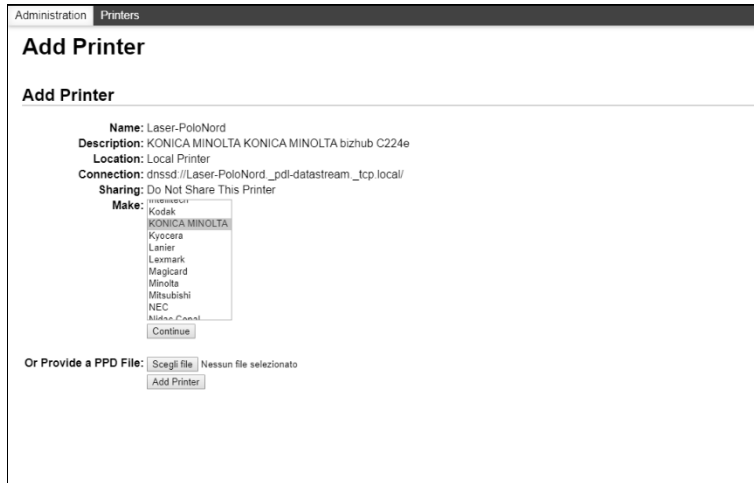 Administration Printers
Add Printer
Add Printer
Name: Laser-PoloNord
Description: KONICA MINOLTA KONICA MINOLTA bizhub C224e
Location: Local Printer
Connection: dnssd://Laser-PoloNord._pdl-datastream._tcp.local/
Sharing: Do Not Share This Printer
Make: Intellitech
Kodak
KONICA MINOLTA
Kyocera
Lanier
Lexmark
Magicard
Minolta
Mitsubishi
NEC
Continue
Or Provide a PPD File: Scegli file Nessun file selezionato
Add Printer